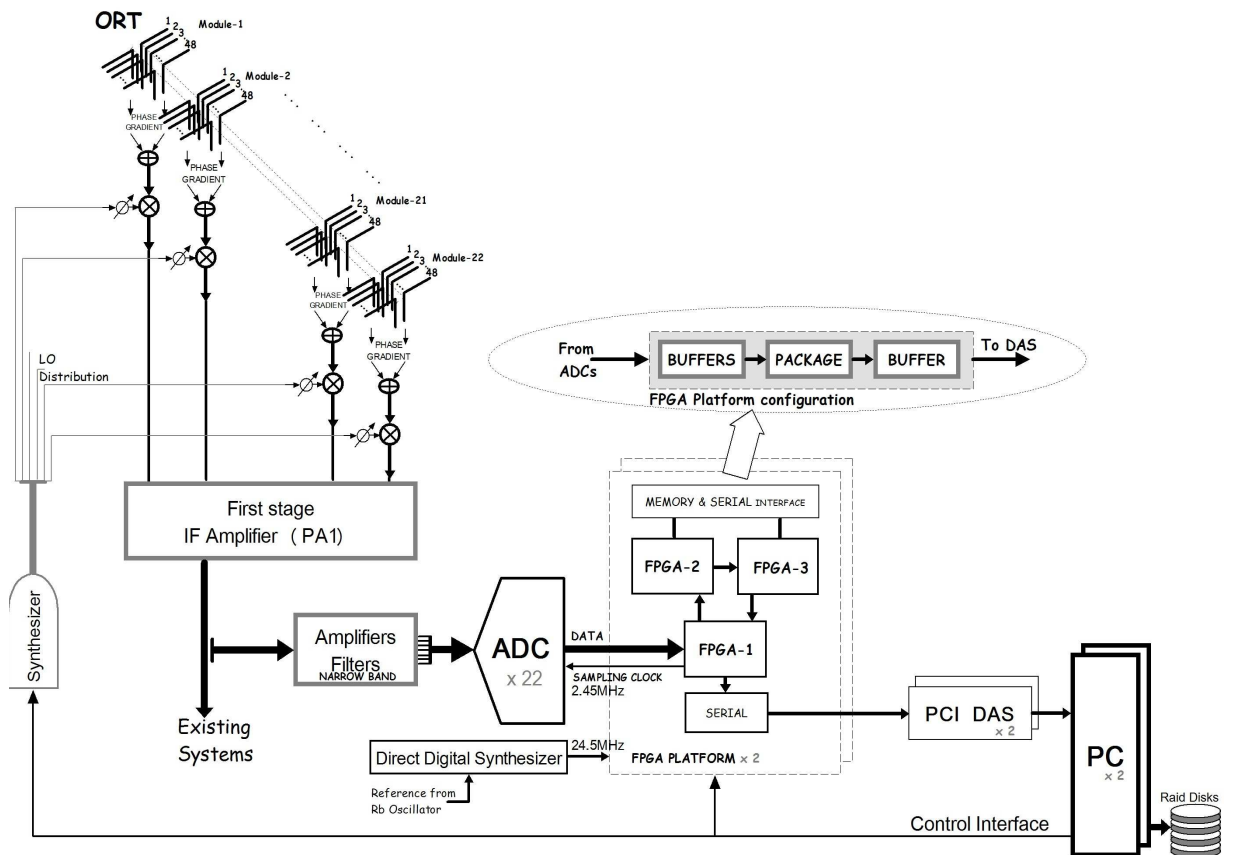 ORT
1
2
3
48
Module-1
1
2
3
48
Module-2
PHASE
GRADIENT
PHASE
GRADIENT
1
2
3
48
Module-21
1
2
3
48
Module-22
PHASE
GRADIENT
PHASE
GRADIENT
LO
Distribution
From
ADCs
BUFFERS
PACKAGE
BUFFER
To DAS
FPGA Platform configuration
First stage
IF Amplifier ( PA1)
MEMORY & SERIAL INTERFACE
FPGA-2
FPGA-3
Synthesizer
Amplifiers
Filters
NARROW BAND
ADC
x 22
DATA
SAMPLING CLOCK
2.45MHz
FPGA-1
SERIAL
Existing
Systems
PCI DAS
x 2
PC
x 2
Direct Digital Synthesizer
24.5MHz
FPGA PLATFORM x 2
Reference from
Rb Oscillator
Control Interface
Raid Disks